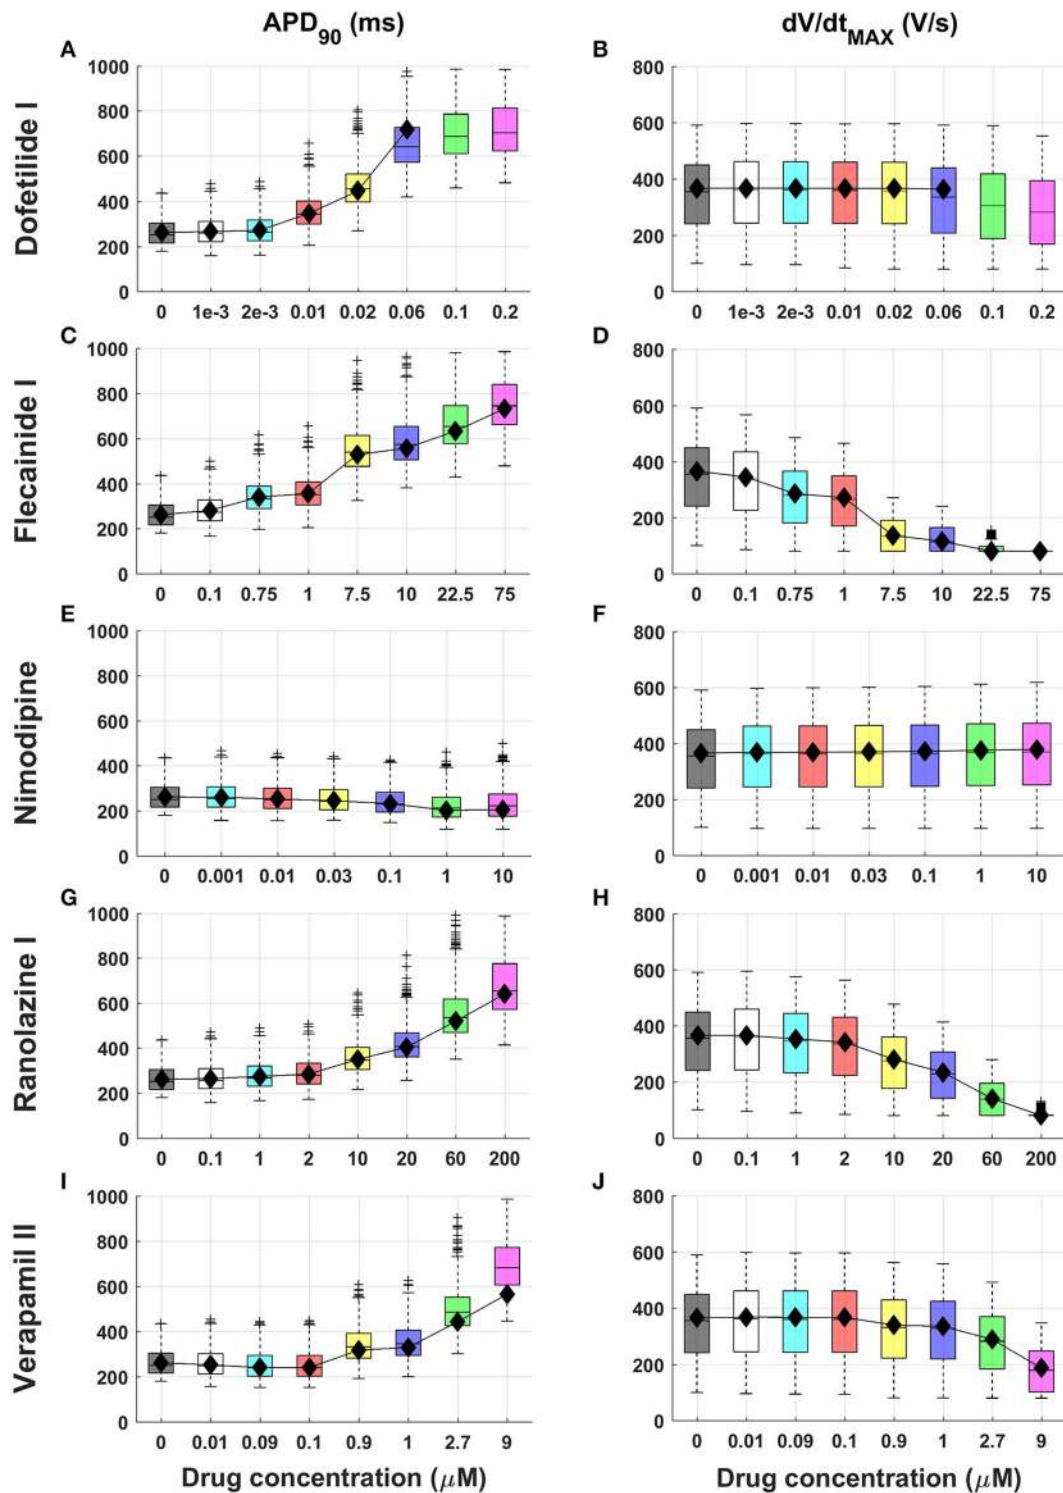 APD90 (ms)
dV/dtMAX (V/s)
A
B
Dofetilide I
1000
800
600
400
200
0
0 1e-3 2e-3 0.01 0.02 0.06 0.1 0.2
800
600
400
200
0
0 1e-3 2e-3 0.01 0.02 0.06 0.1 0.2
C
D
Flecainide I
1000
800
600
400
200
0
0 0.1 0.75 1 7.5 10 22.5 75
800
600
400
200
0
0 0.1 0.75 1 7.5 10 22.5 75
E
F
Nimodipine
1000
800
600
400
200
0
0 0.001 0.01 0.03 0.1 1 10
800
600
400
200
0
0 0.001 0.01 0.03 0.1 1 10
G
H
Ranolazine I
1000
800
600
400
200
0
0 0.1 1 2 10 20 60 200
800
600
400
200
0
0 0.1 1 2 10 20 60 200
I
J
Verapamil II
1000
800
600
400
200
0
0 0.01 0.09 0.1 0.9 1 2.7 9
800
600
400
200
0
0 0.01 0.09 0.1 0.9 1 2.7 9
Drug concentration (μM)
Drug concentration (μM)